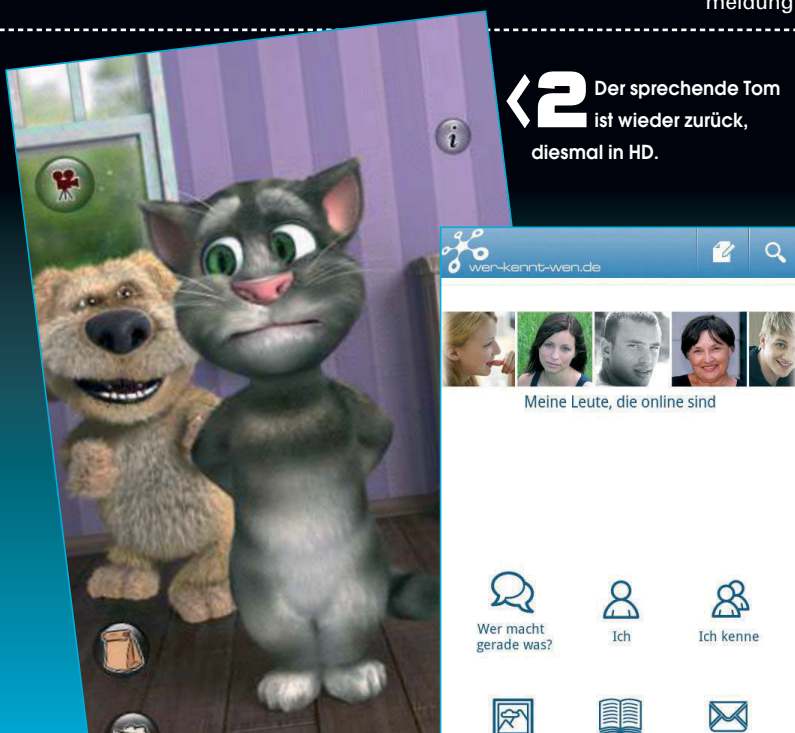 meldung
2 Der sprechende Tom
ist wieder zurück,
diesmal in HD.
i
wer-kennt-wen.de
Meine Leute, die online sind
Wer macht
gerade was?
Ich
Ich kenne